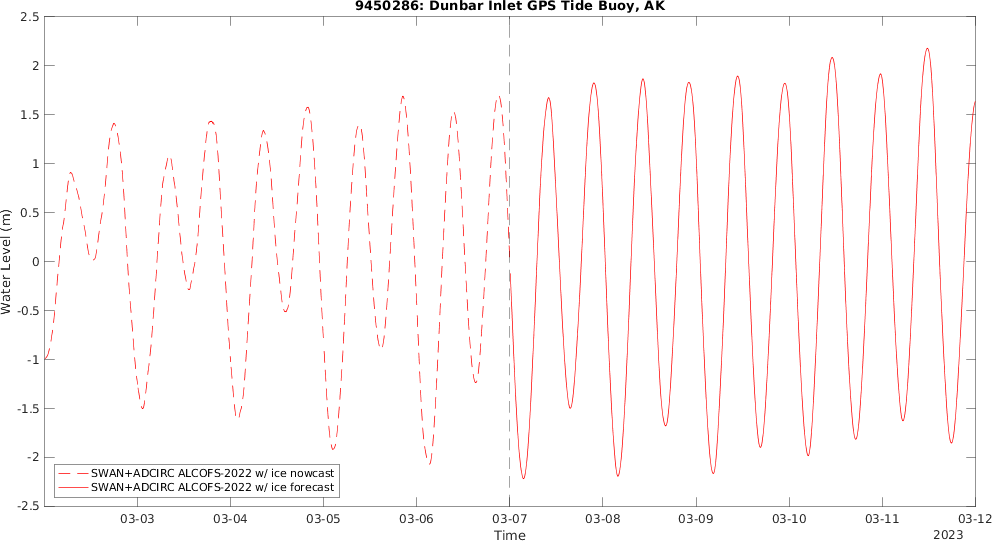 9450286: Dunbar Inlet GPS Tide Buoy, AK
2.5
2
1.5
1
0.5
0
-0.5
-1
-1.5
-2
-2.5
Water Level (m)
SWAN+ADCIRC ALCOFS-2022 w/ ice nowcast
SWAN+ADCIRC ALCOFS-2022 w/ ice forecast
03-03 03-04 03-05 03-06 03-07 03-08 03-09 03-10 03-11 03-12
Time
2023